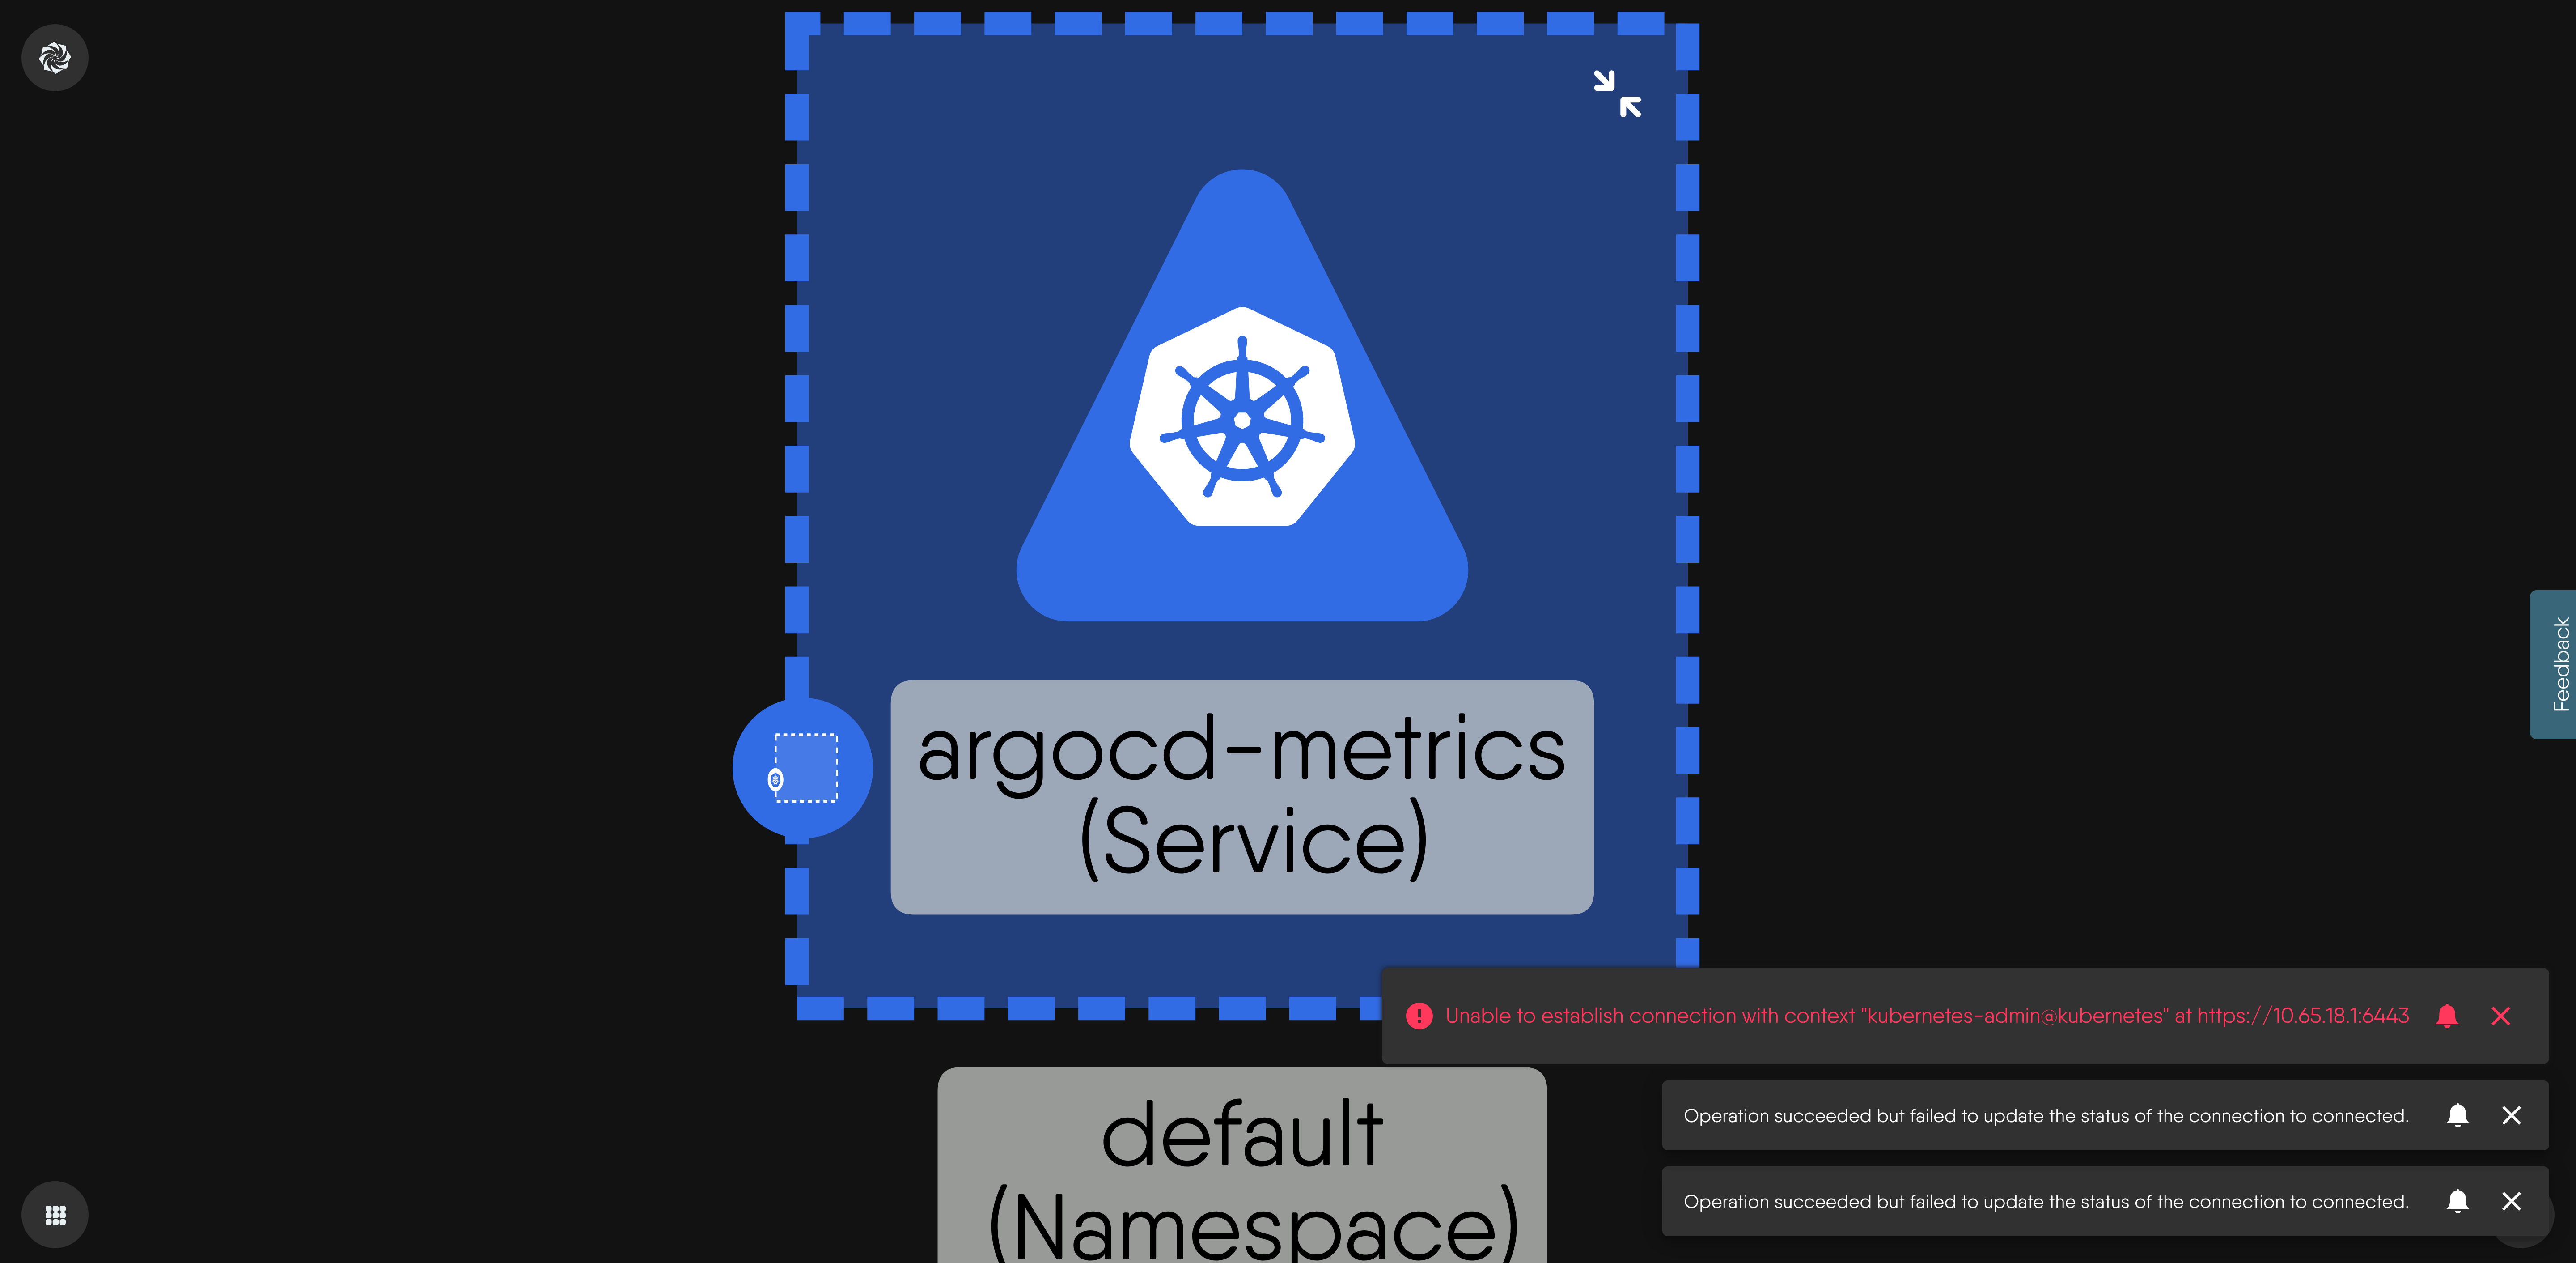 argocd-metrics
(Service)
Feedback
Unable to establish connection with context "kubernetes-admin@kubernetes" at https://10.65.18.1:6443
default
(Namespace)
Operation succeeded but failed to update the status of the connection to connected.
Operation succeeded but failed to update the status of the connection to connected.